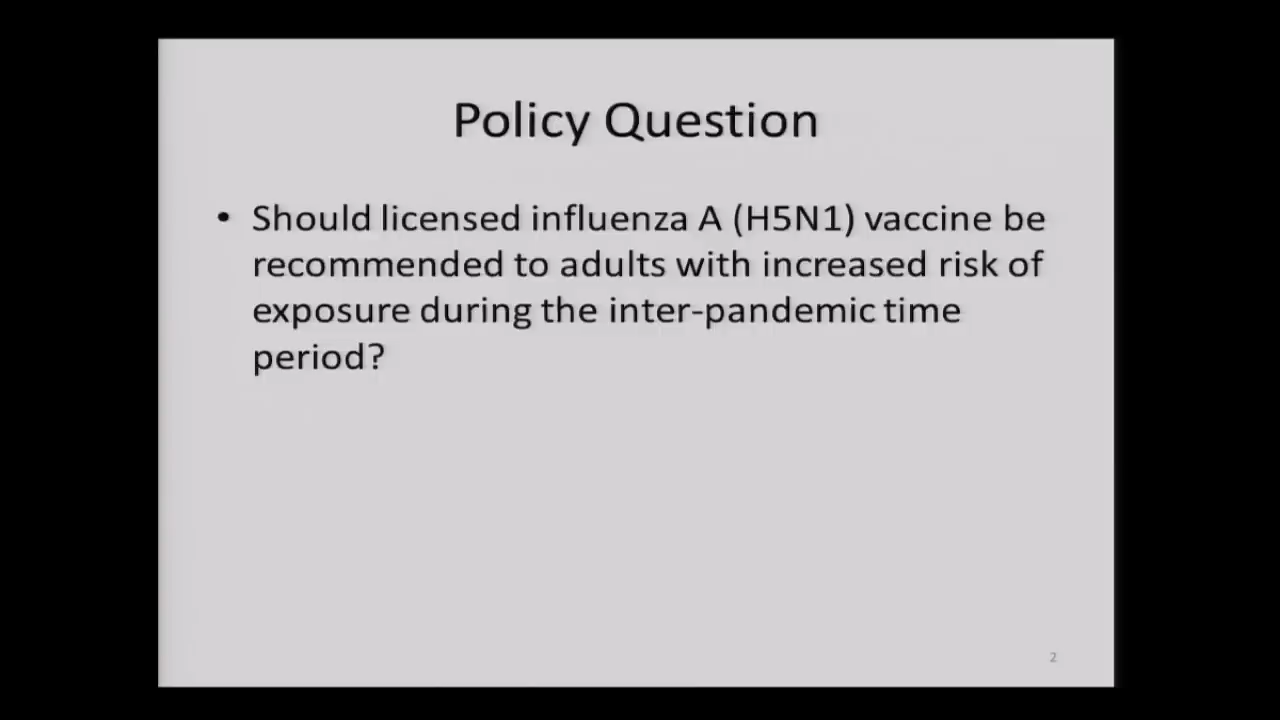 Policy Question
• Should licensed influenza A (H5N1) vaccine be
recommended to adults with increased risk of
exposure during the inter-pandemic time
period?
2